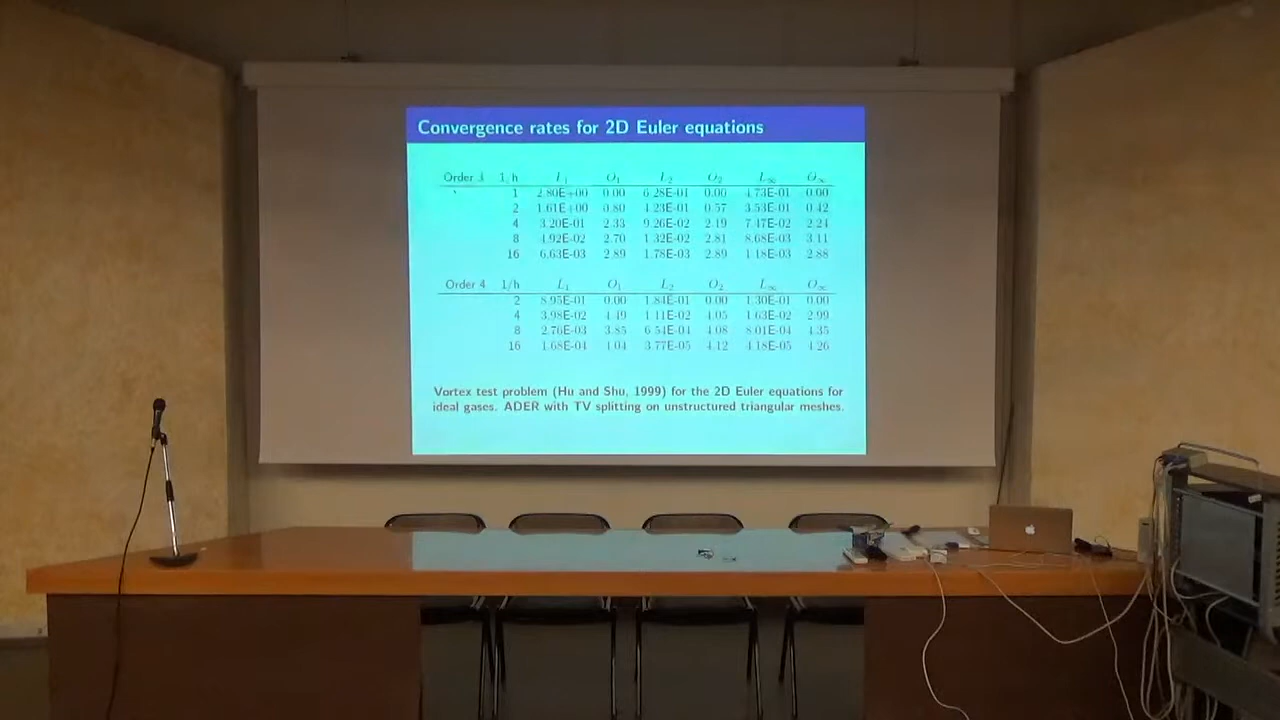 Convergence rates for 2D Euler equations
Order 3 1/h L₁ O₁ L₂ O₂ L∞ O∞
1 2.80E+00 0.00 6.28E-01 0.00 4.73E-01 0.00
2 1.61E+00 0.80 4.23E-01 0.57 3.53E-01 0.42
4 3.20E-01 2.33 9.26E-02 2.19 7.47E-02 2.24
8 4.92E-02 2.70 1.32E-02 2.81 8.68E-03 3.11
16 6.63E-03 2.89 1.78E-03 2.89 1.18E-03 2.88
Order 4 1/h L₁ O₁ L₂ O₂ L∞ O∞
2 8.95E-01 0.00 1.84E-01 0.00 1.30E-01 0.00
4 3.98E-02 4.49 1.11E-02 4.05 1.63E-02 2.99
8 2.76E-03 3.85 6.54E-04 4.08 8.01E-04 4.35
16 1.68E-04 4.04 3.77E-05 4.12 4.18E-05 4.26
Vortex test problem (Hu and Shu, 1999) for the 2D Euler equations for
ideal gases. ADER with TV splitting on unstructured triangular meshes.